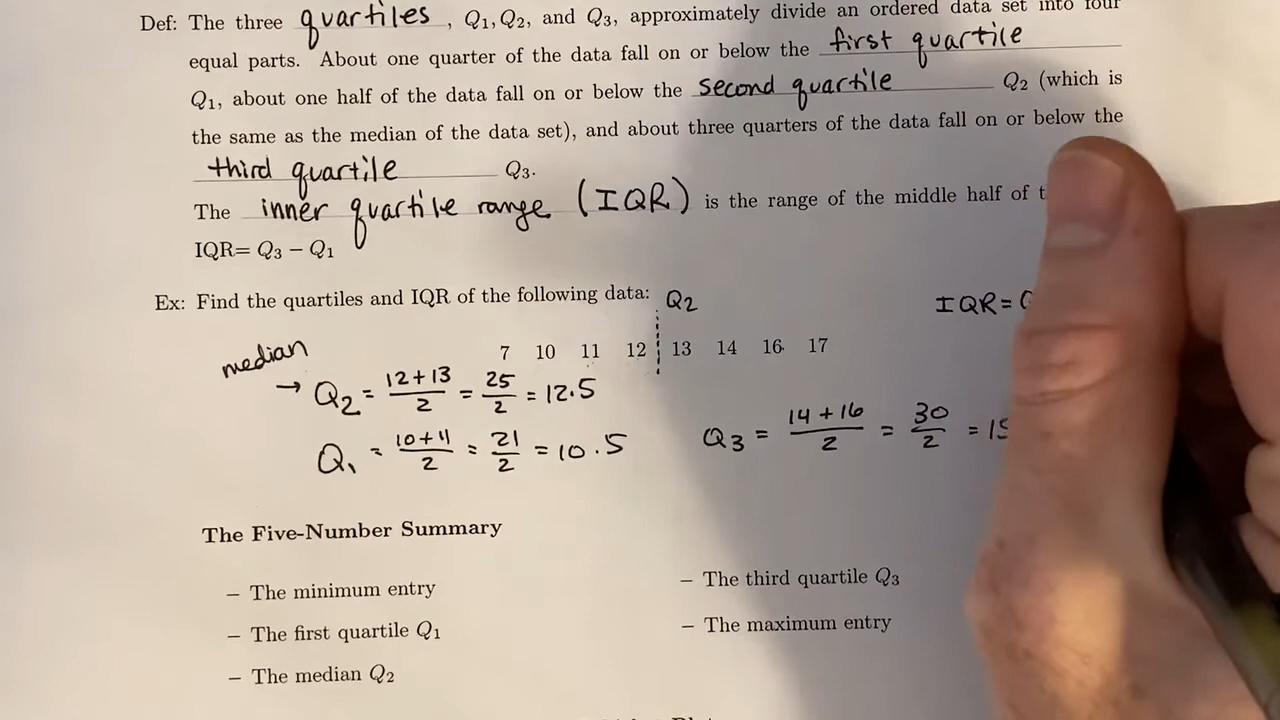 Def: The three quartiles, Q1, Q2, and Q3, approximately divide an ordered data set into four
equal parts. About one quarter of the data fall on or below the first quartile
Q1, about one half of the data fall on or below the second quartile Q2 (which is
the same as the median of the data set), and about three quarters of the data fall on or below the
third quartile Q3.
The inner quartile range (IQR) is the range of the middle half of
IQR= Q3 − Q1
Ex: Find the quartiles and IQR of the following data: Q2 IQR=
7 10 11 12 13 14 16 17
median
→ Q2 = 12+13/2 = 25/2 = 12.5
Q1 = 10+11/2 = 21/2 = 10.5 Q3 = 14+16/2 = 30/2 = 15
The Five-Number Summary
– The minimum entry
– The first quartile Q1
– The median Q2
– The third quartile Q3
– The maximum entry